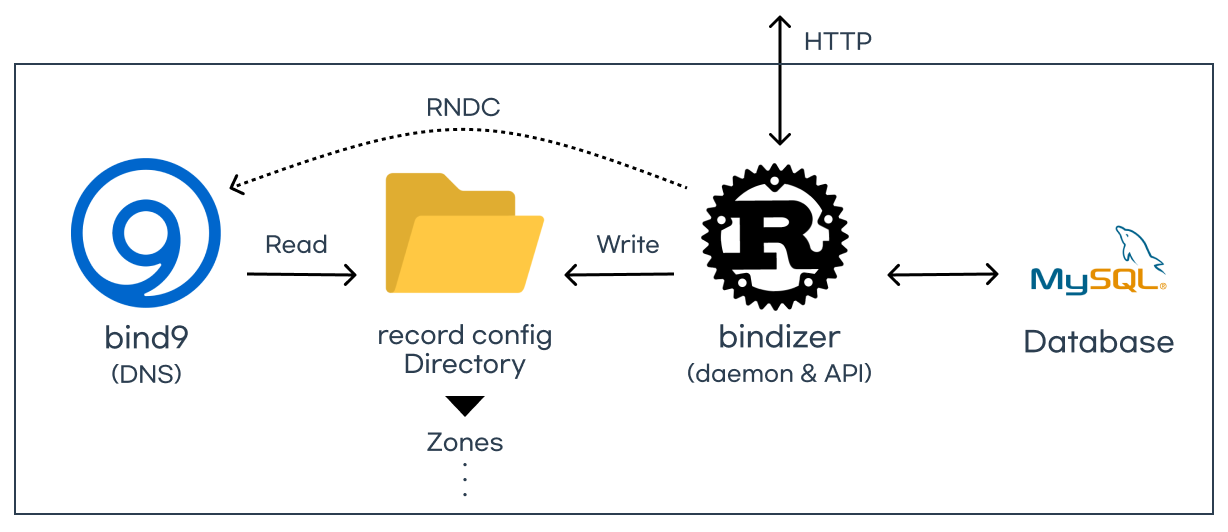 HTTP
RNDC
Read
Write
R
MySQL®
bind9
(DNS)
record config
Directory
bindizer
(daemon & API)
Database
Zones